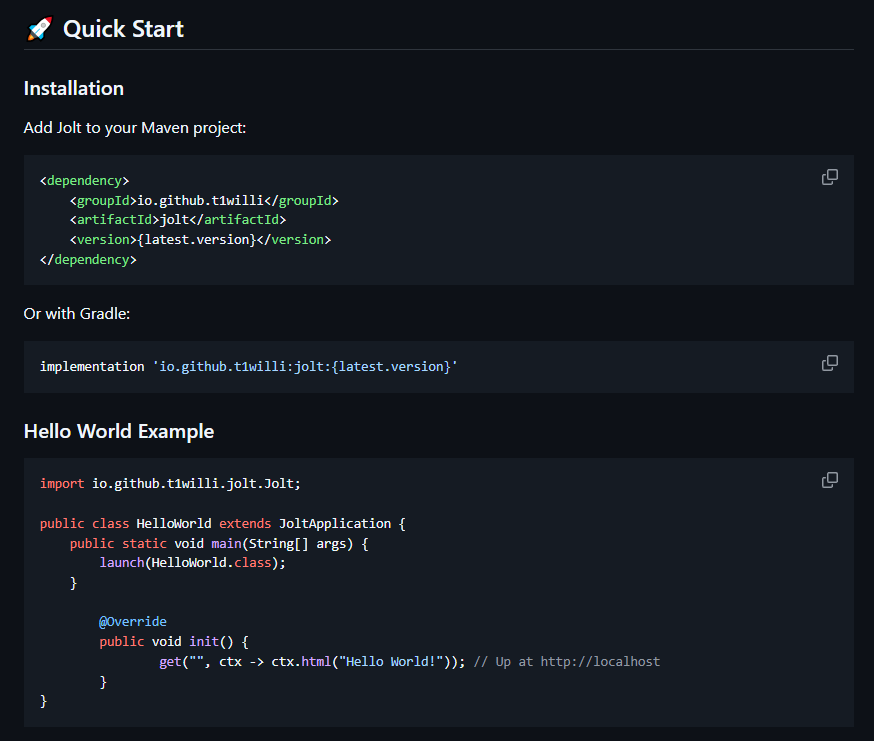 🚀 Quick Start
Installation
Add Jolt to your Maven project:
<dependency>
    <groupId>io.github.t1willi</groupId>
    <artifactId>jolt</artifactId>
    <version>{latest.version}</version>
</dependency>
Or with Gradle:
implementation 'io.github.t1willi:jolt:{latest.version}'
Hello World Example
import io.github.t1willi.jolt.Jolt;
public class HelloWorld extends JoltApplication {
    public static void main(String[] args) {
        launch(HelloWorld.class);
    }
        @Override
        public void init() {
                get("", ctx -> ctx.html("Hello World!")); // Up at http://localhost
        }
}